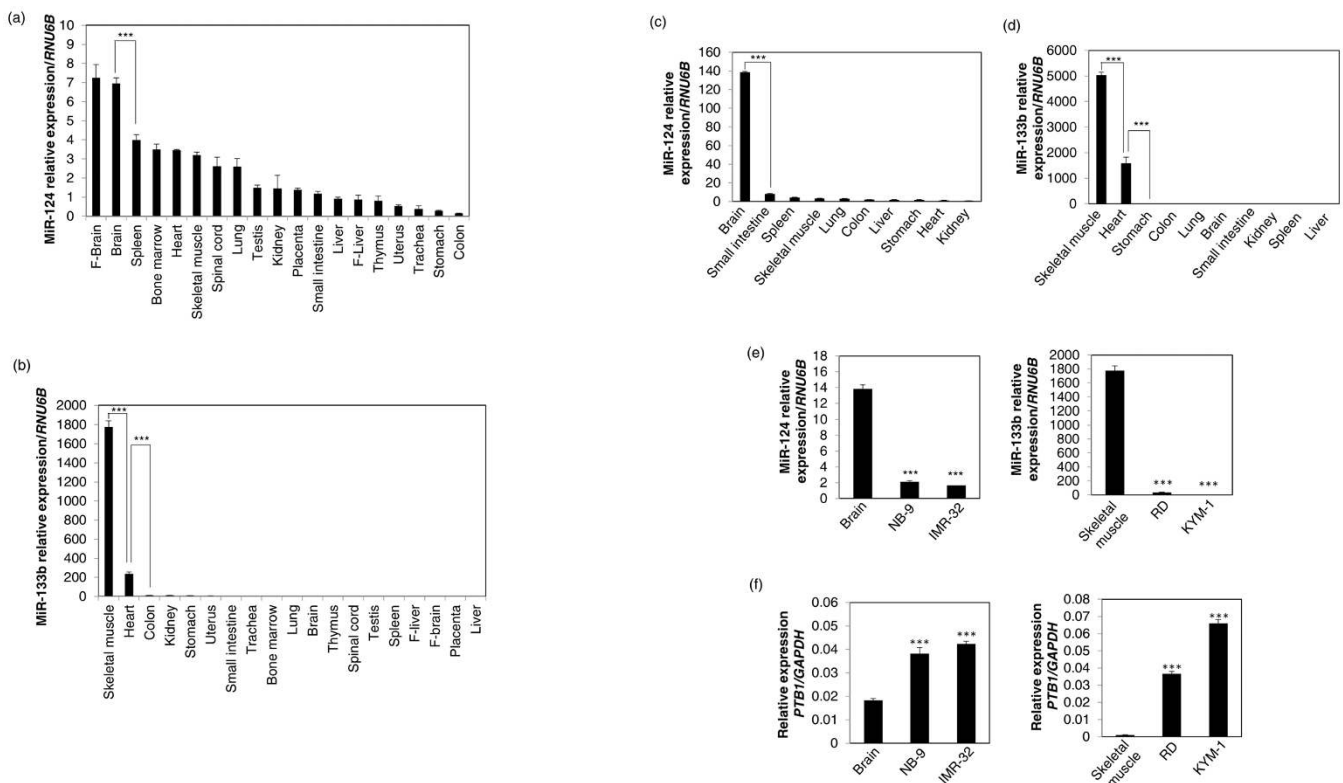 (a)
MiR-124 relative expression/RNU6B
10
9
8
7
6
5
4
3
2
1
0
***
F-Brain
Brain
Spleen
Bone marrow
Heart
Skeletal muscle
Spinal cord
Lung
Testis
Kidney
Placenta
Small intestine
Liver
F-Liver
Thymus
Uterus
Trachea
Stomach
Colon
(b)
MiR-133b relative expression/RNU6B
2000
1800
1600
1400
1200
1000
800
600
400
200
0
***
***
Skeletal muscle
Heart
Colon
Kidney
Stomach
Uterus
Small intestine
Trachea
Bone marrow
Lung
Brain
Thymus
Spinal cord
Testis
Spleen
F-liver
F-brain
Placenta
Liver
(c)
MiR-124 relative
expression/RNU6B
160
140
120
100
80
60
40
20
0
***
Brain
Small intestine
Spleen
Skeletal muscle
Lung
Colon
Liver
Stomach
Heart
Kidney
(d)
MiR-133b relative
expression/RNU6B
6000
5000
4000
3000
2000
1000
0
***
***
Skeletal muscle
Heart
Stomach
Colon
Lung
Brain
Small intestine
Kidney
Spleen
Liver
(e)
MiR-124 relative
expression/RNU6B
18
16
14
12
10
8
6
4
2
0
***
***
Brain
NB-9
IMR-32
MiR-133b relative
expression/RNU6B
2000
1800
1600
1400
1200
1000
800
600
400
200
0
***
***
Skeletal
muscle
RD
KYM-1
(f)
Relative expression
PTB1/GAPDH
0.06
0.05
0.04
0.03
0.02
0.01
0
***
***
Brain
NB-9
IMR-32
Relative expression
PTB1/GAPDH
0.08
0.07
0.06
0.05
0.04
0.03
0.02
0.01
0
***
***
Skeletal
muscle
RD
KYM-1